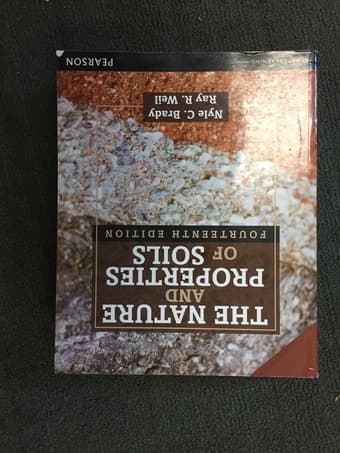 THE NATURE
AND
PROPERTIES
OF SOILS
FOURTEENTH EDITION
Nyle C. Brady
Ray R. Weil
PEARSON